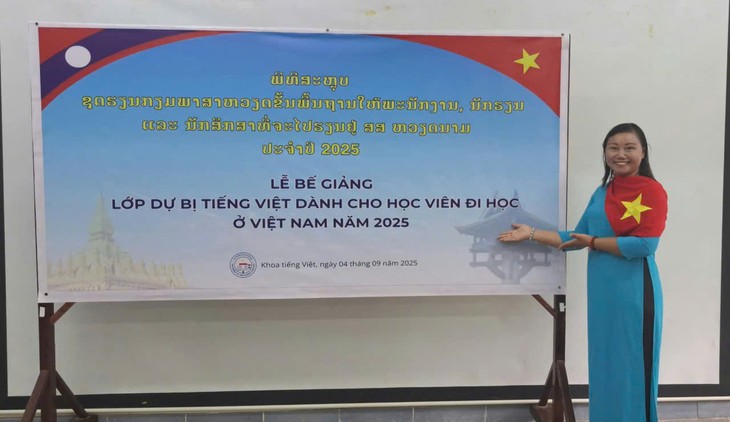 ພິທີສະຫຼຸບ
ຊຸດຮຽນກຽມພາສາຫວຽດຂັ້ນພື້ນຖານໃຫ້ພະນັກງານ, ນັກຮຽນ
ແລະ ນັກສຶກສາທີ່ຈະໄປຮຽນຢູ່ ສສ ຫວຽດນາມ
ປະຈຳປີ 2025
LỄ BẾ GIẢNG
LỚP DỰ BỊ TIẾNG VIỆT DÀNH CHO HỌC VIÊN ĐI HỌC
Ở VIỆT NAM NĂM 2025
Khoa tiếng Việt, ngày 04 tháng 09 năm 2025